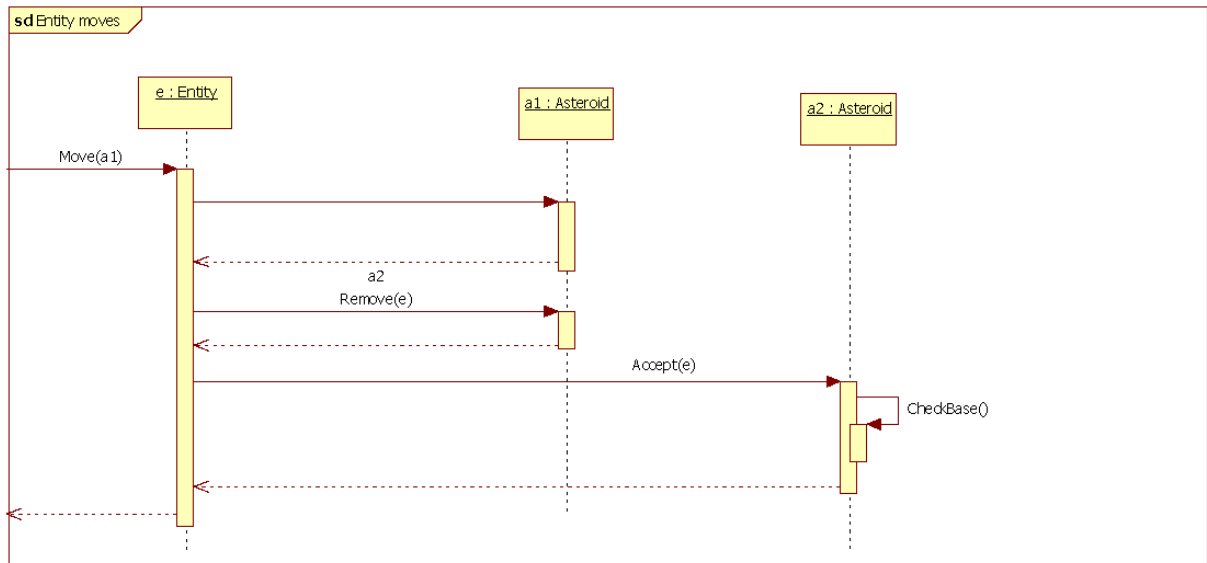 sd Entity moves
e : Entity
a1 : Asteroid
a2 : Asteroid
Move(a1)
a2
Remove(e)
Accept(e)
CheckBase()